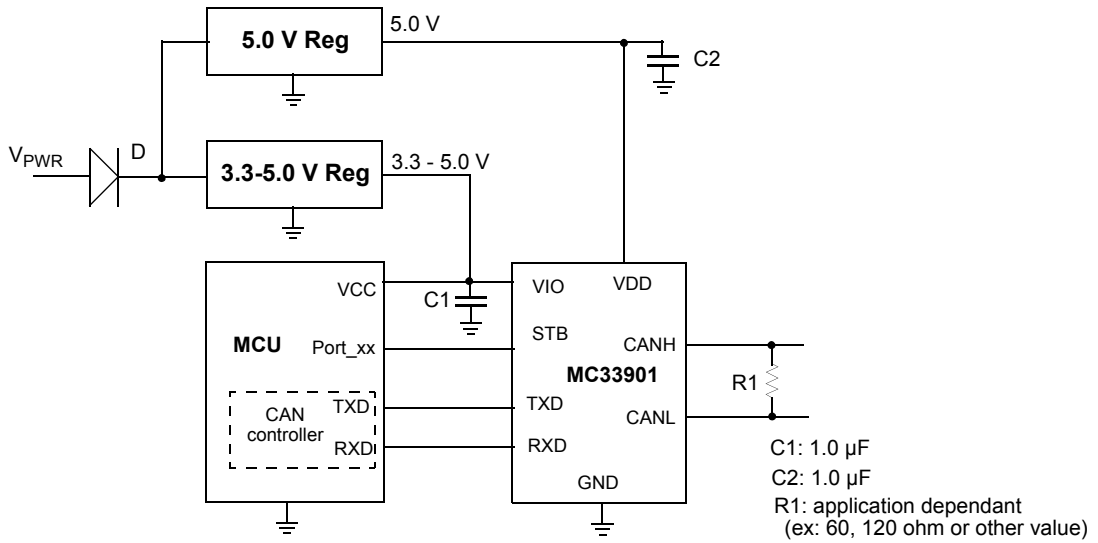 5.0 V Reg
5.0 V
C2
VPWR
D
3.3-5.0 V Reg
3.3 - 5.0 V
VCC
C1
VIO
VDD
MCU
Port_xx
STB
CANH
MC33901
R1
CAN
controller
TXD
TXD
CANL
RXD
RXD
GND
C1: 1.0 µF
C2: 1.0 µF
R1: application dependant
(ex: 60, 120 ohm or other value)